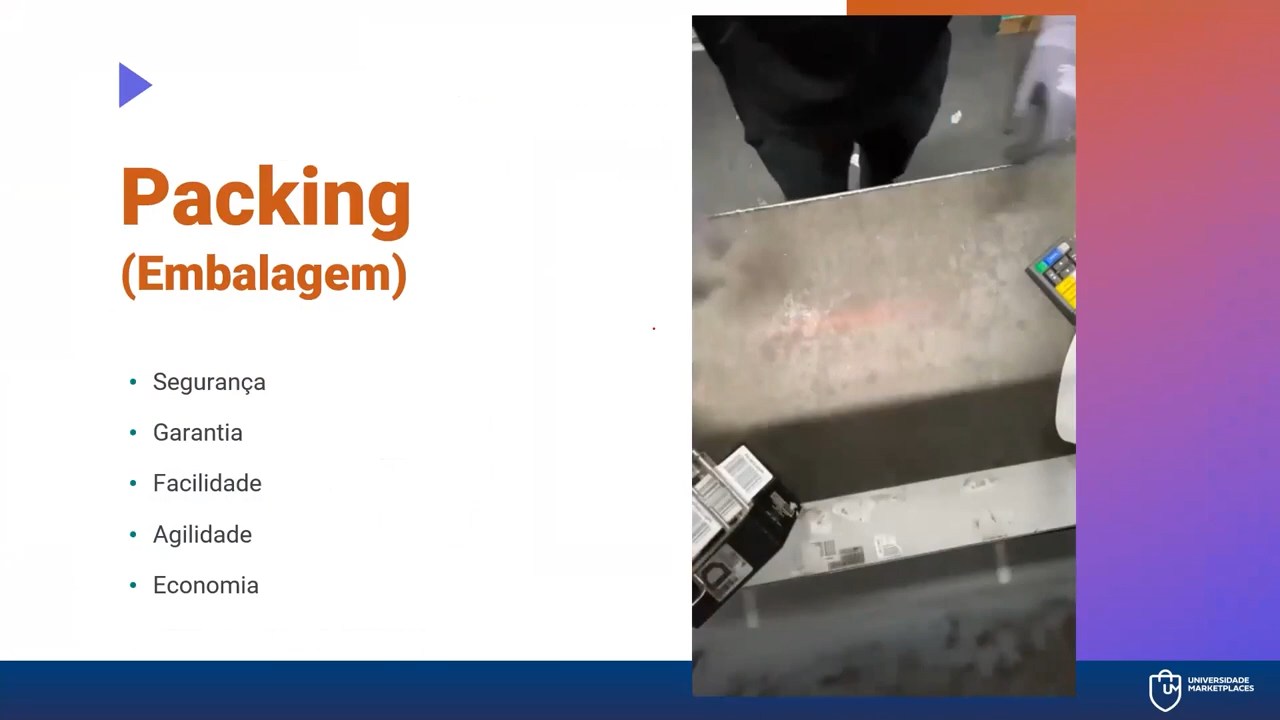 Packing
(Embalagem)
• Segurança
• Garantia
• Facilidade
• Agilidade
• Economia
UNIVERSIDADE
MARKETPLACES